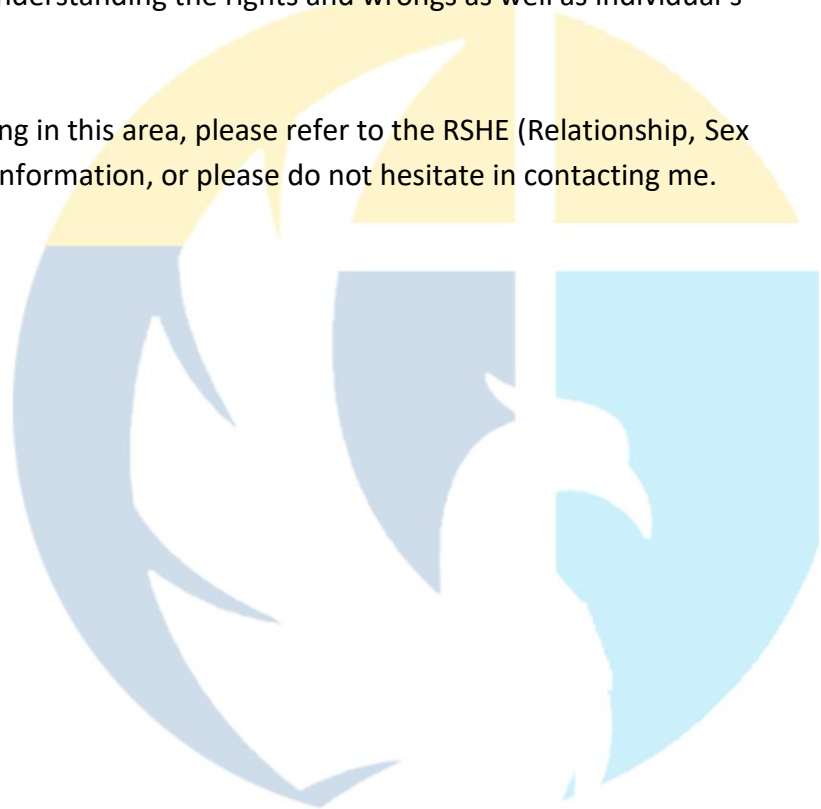 nderstanding the rights and wrongs as well as individual's
ng in this area, please refer to the RSHE (Relationship, Sex
nformation, or please do not hesitate in contacting me.